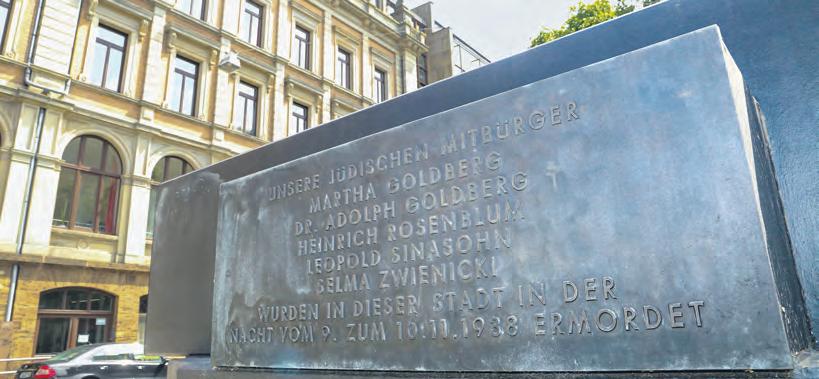 UNSERE JÜDISCHEN MITBÜRGER
MARTHA GOLDBERG
DR. ADOLPH GOLDBERG
HEINRICH ROSENBLUM
LEOPOLD SINASOHN
SELMA ZWIENICKI
WURDEN IN DIESER STADT IN DER
NACHT VOM 9. ZUM 10.11.1938 ERMORDET